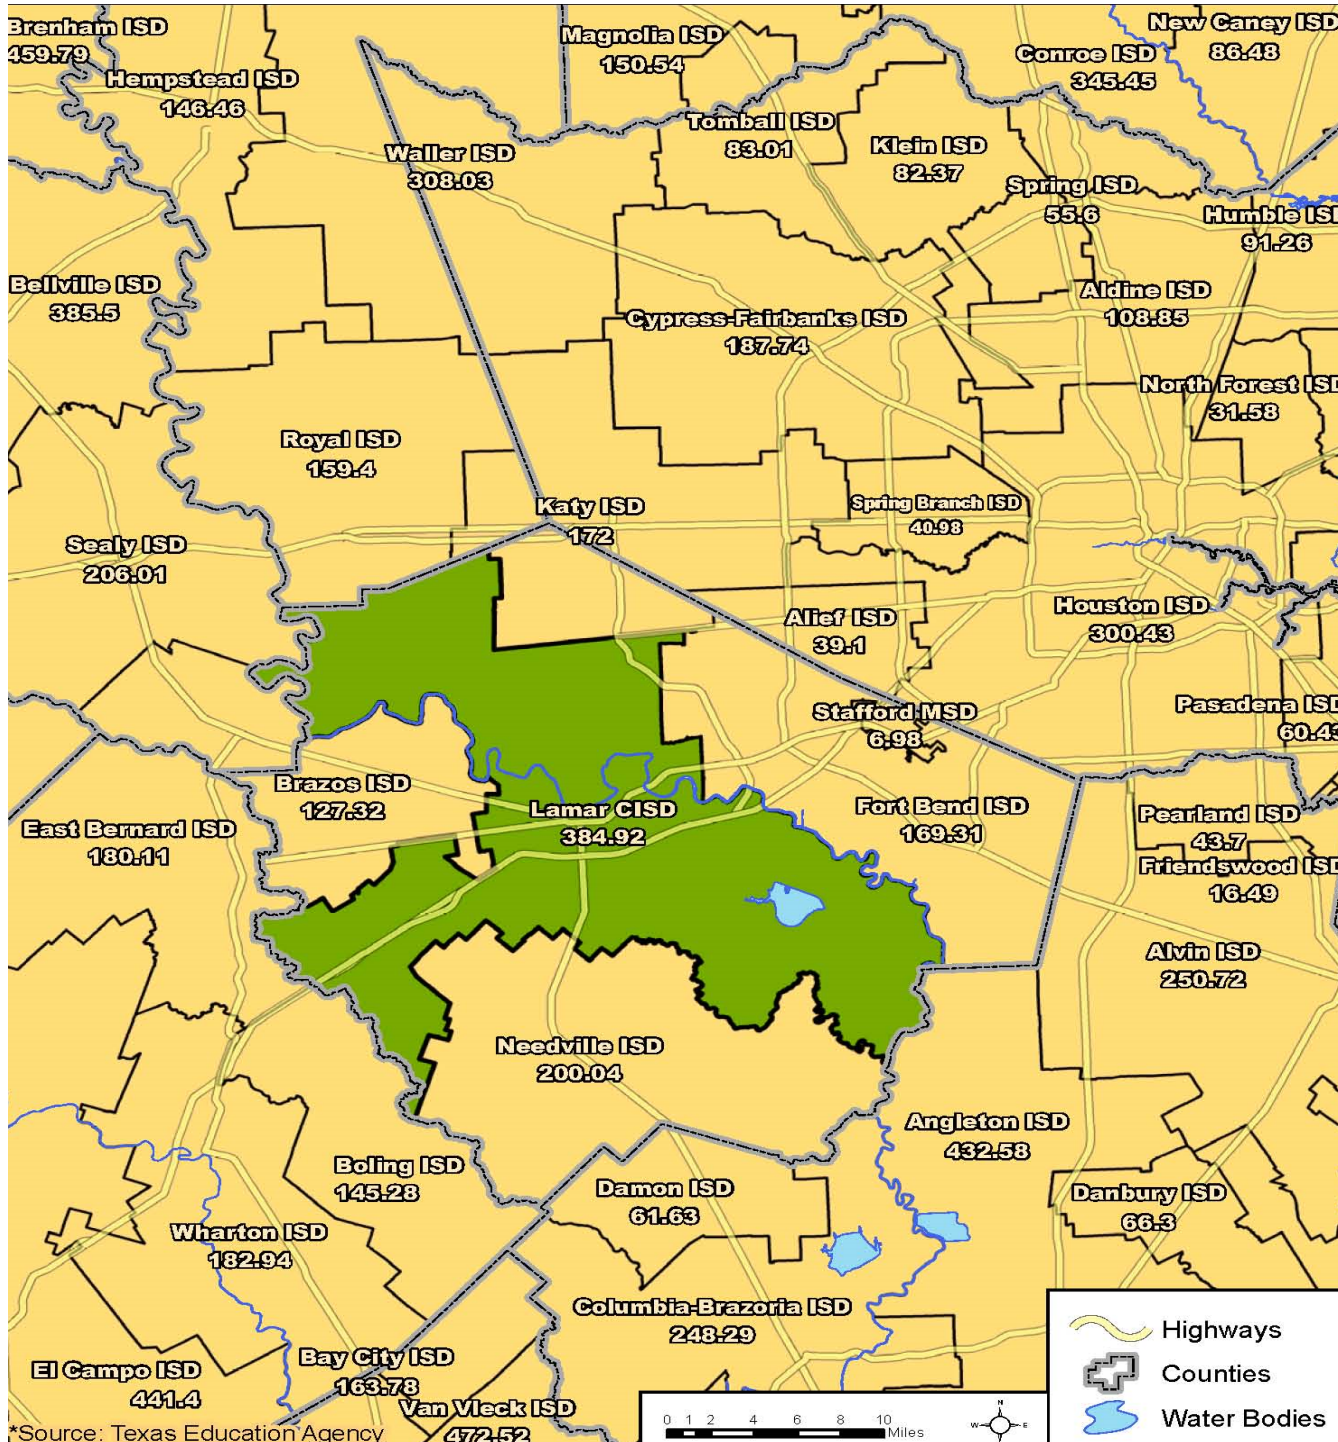 Brenham ISD
459.79
Hempstead ISD
146.46
Magnolia ISD
150.54
Conroe ISD
345.45
New Caney ISD
86.48
Waller ISD
308.03
Tomball ISD
83.01
Klein ISD
82.37
Spring ISD
55.6
Humble ISD
91.26
Bellville ISD
385.5
Cypress-Fairbanks ISD
187.74
Aldine ISD
108.85
North Forest ISD
31.58
Royal ISD
159.4
Katy ISD
172
Spring Branch ISD
40.98
Sealy ISD
206.01
Alief ISD
39.1
Houston ISD
300.43
Stafford MSD
6.98
Pasadena ISD
60.43
Brazos ISD
127.32
Lamar CISD
384.92
Fort Bend ISD
169.31
Pearland ISD
43.7
East Bernard ISD
180.11
Friendswood ISD
16.49
Alvin ISD
250.72
Needville ISD
200.04
Angleton ISD
432.58
Boling ISD
145.28
Damon ISD
61.63
Danbury ISD
66.3
Wharton ISD
182.94
Columbia-Brazoria ISD
248.29
El Campo ISD
441.4
Bay City ISD
163.78
Van Vleck ISD
472.52
*Source: Texas Education Agency
0 1 2 4 6 8 10
Miles
N
W E
S
Highways
Counties
Water Bodies